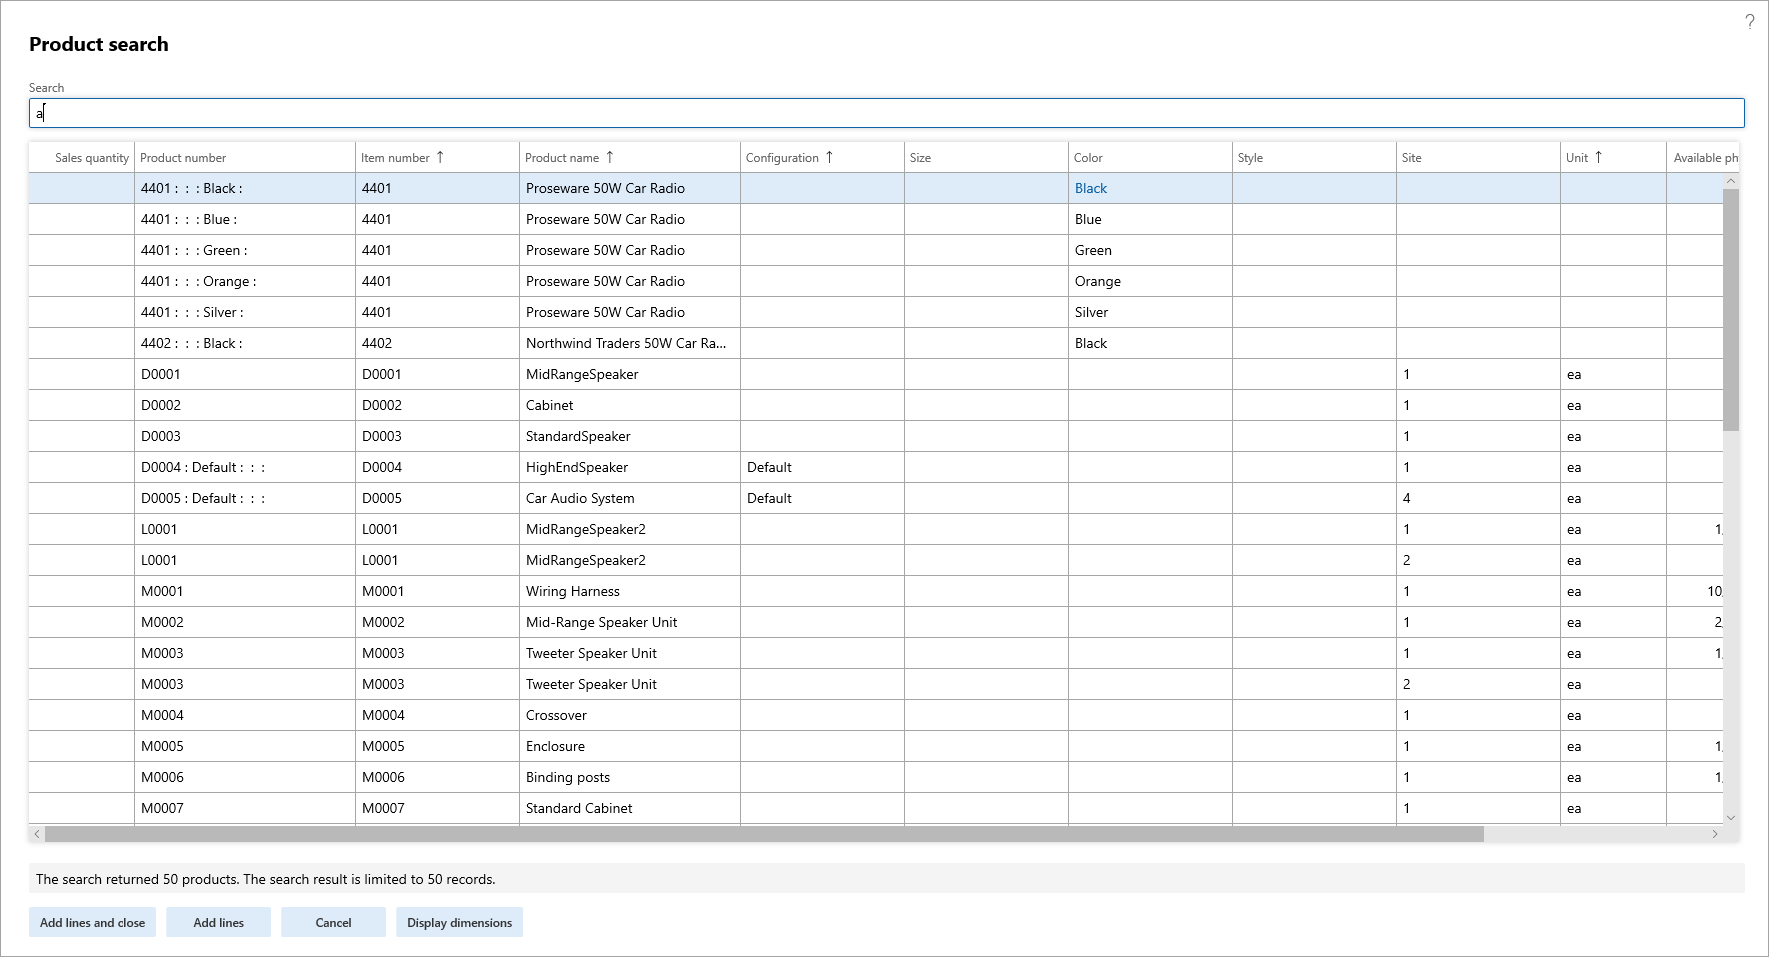 ?
Product search
Search
a
Sales quantity Product number Item number ↑ Product name ↑ Configuration ↑ Size Color Style Site Unit ↑ Available ph
4401 : : : Black : 4401 Proseware 50W Car Radio Black
4401 : : : Blue : 4401 Proseware 50W Car Radio Blue
4401 : : : Green : 4401 Proseware 50W Car Radio Green
4401 : : : Orange : 4401 Proseware 50W Car Radio Orange
4401 : : : Silver : 4401 Proseware 50W Car Radio Silver
4402 : : : Black : 4402 Northwind Traders 50W Car Ra... Black
D0001 D0001 MidRangeSpeaker 1 ea
D0002 D0002 Cabinet 1 ea
D0003 D0003 StandardSpeaker 1 ea
D0004 : Default : : : D0004 HighEndSpeaker Default 1 ea
D0005 : Default : : : D0005 Car Audio System Default 4 ea
L0001 L0001 MidRangeSpeaker2 1 ea 1,
L0001 L0001 MidRangeSpeaker2 2 ea
M0001 M0001 Wiring Harness 1 ea 10,
M0002 M0002 Mid-Range Speaker Unit 1 ea 2,
M0003 M0003 Tweeter Speaker Unit 1 ea 1,
M0003 M0003 Tweeter Speaker Unit 2 ea
M0004 M0004 Crossover 1 ea
M0005 M0005 Enclosure 1 ea 1,
M0006 M0006 Binding posts 1 ea 1,
M0007 M0007 Standard Cabinet 1 ea
The search returned 50 products. The search result is limited to 50 records.
Add lines and close Add lines Cancel Display dimensions